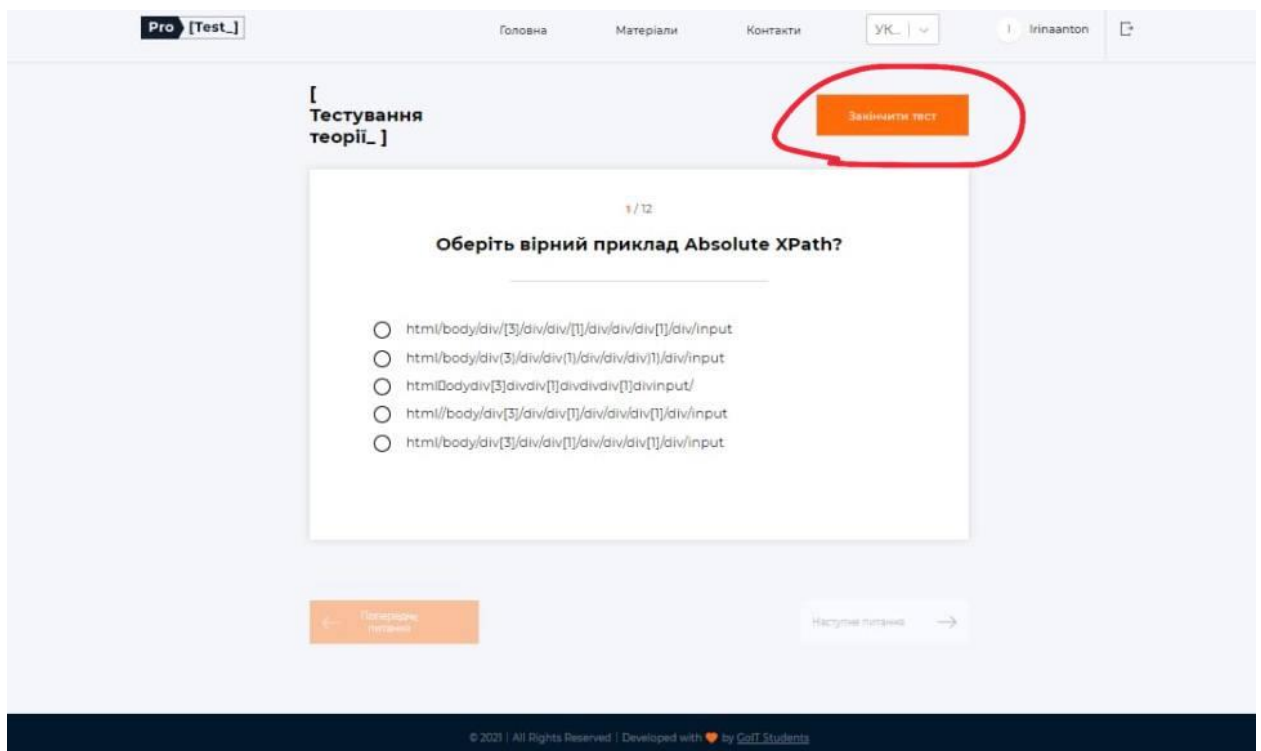 Pro [Test_]
Головна
Матеріали
Контакти
УК...
I
Irinaanton
[
Тестування
теорії_ ]
Закінчити тест
1 / 12
Оберіть вірний приклад Absolute XPath?
html/body/div/[3]/div/div/[1]/div/div/div[1]/div/input
html/body/div(3)/div/div(1)/div/div/div)1)/div/input
html▯odydiv[3]divdiv[1]divdivdiv[1]divinput/
html//body/div[3]/div/div[1]/div/div/div[1]/div/input
html/body/div[3]/div/div[1]/div/div/div[1]/div/input
Попереднє
питання
Наступне питання
© 2021 | All Rights Reserved | Developed with 🧡 by GoIT Students